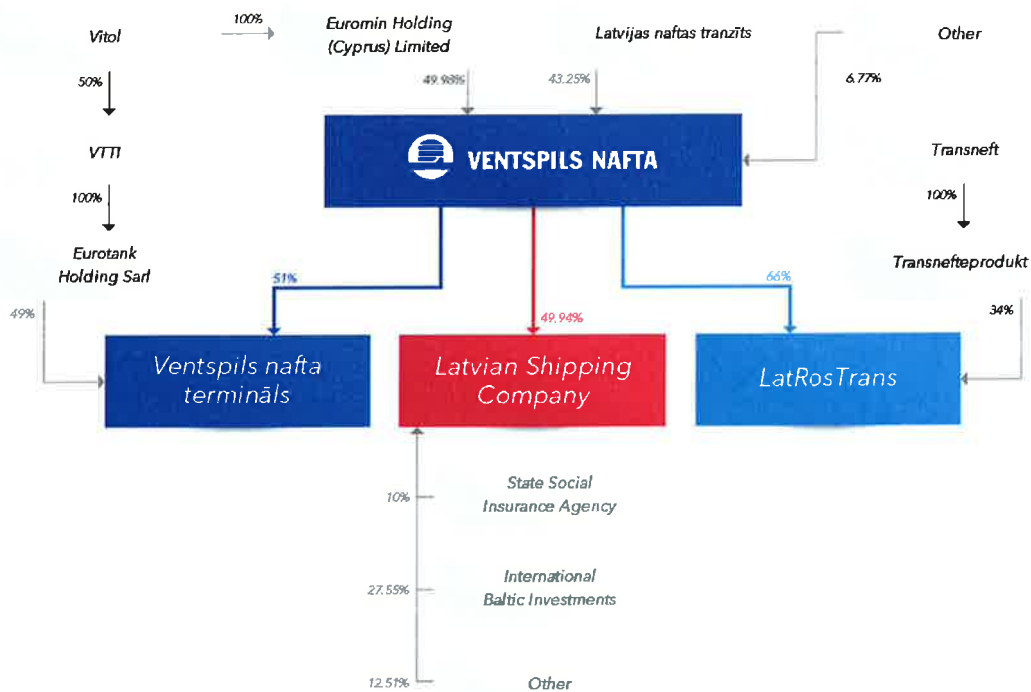 Vitol
100%
Euromin Holding
(Cyprus) Limited
Latvijas naftas tranzīts
Other
50%
49.98%
43.25%
6.77%
VTTI
VENTSPILS NAFTA
Transneft
100%
100%
Eurotank
Holding Sarl
Transnefteprodukt
51%
66%
49%
49.94%
34%
Ventspils nafta
termināls
Latvian Shipping
Company
LatRosTrans
10%
State Social
Insurance Agency
27.55%
International
Baltic Investments
12.51%
Other